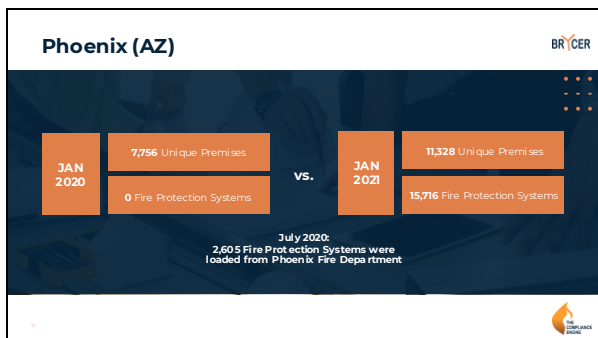 Phoenix (AZ)
BRYCER
JAN
2020
7,756 Unique Premises
0 Fire Protection Systems
vs.
JAN
2021
11,328 Unique Premises
15,716 Fire Protection Systems
July 2020:
2,605 Fire Protection Systems were
loaded from Phoenix Fire Department
THE
COMPLIANCE
ENGINE